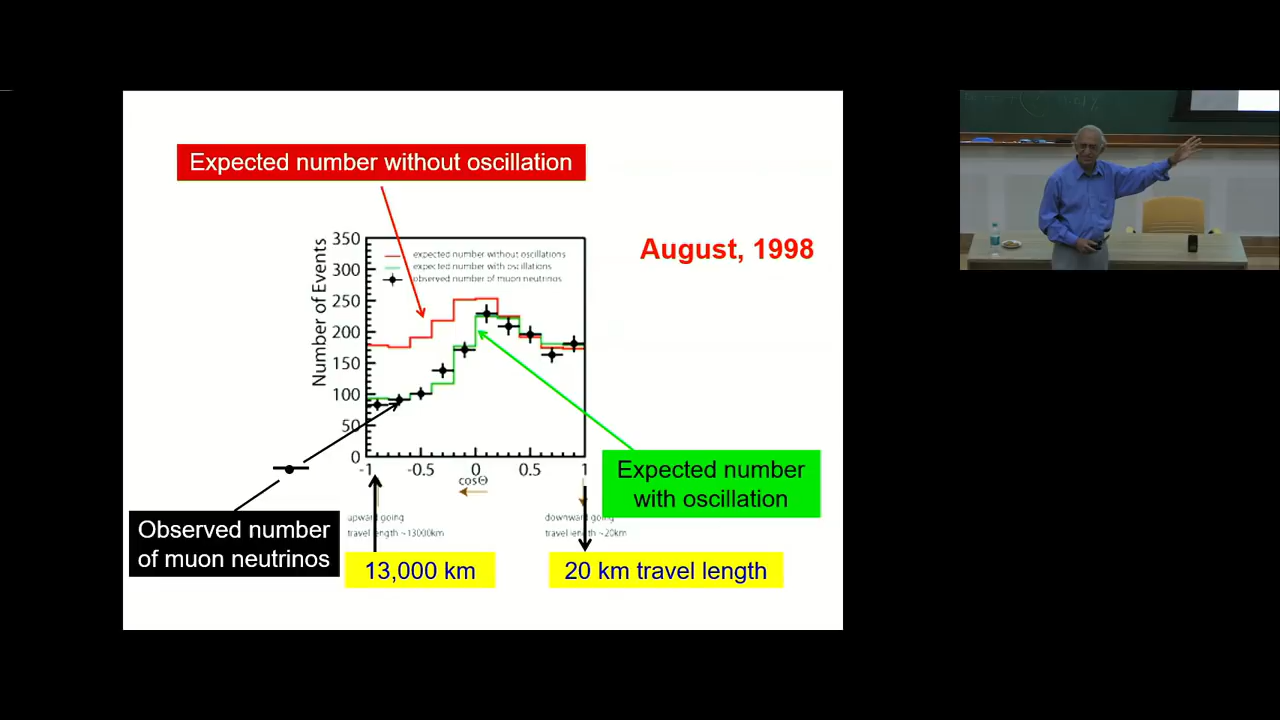 Expected number without oscillation
August, 1998
Number of Events
350
300
250
200
150
100
50
0
expected number without oscillations
expected number with oscillations
observed number of muon neutrinos
-1
-0.5
0
0.5
1
cosΘ
Expected number
with oscillation
Observed number
of muon neutrinos
upward going
travel length ~13000km
downward going
travel length ~20km
13,000 km
20 km travel length